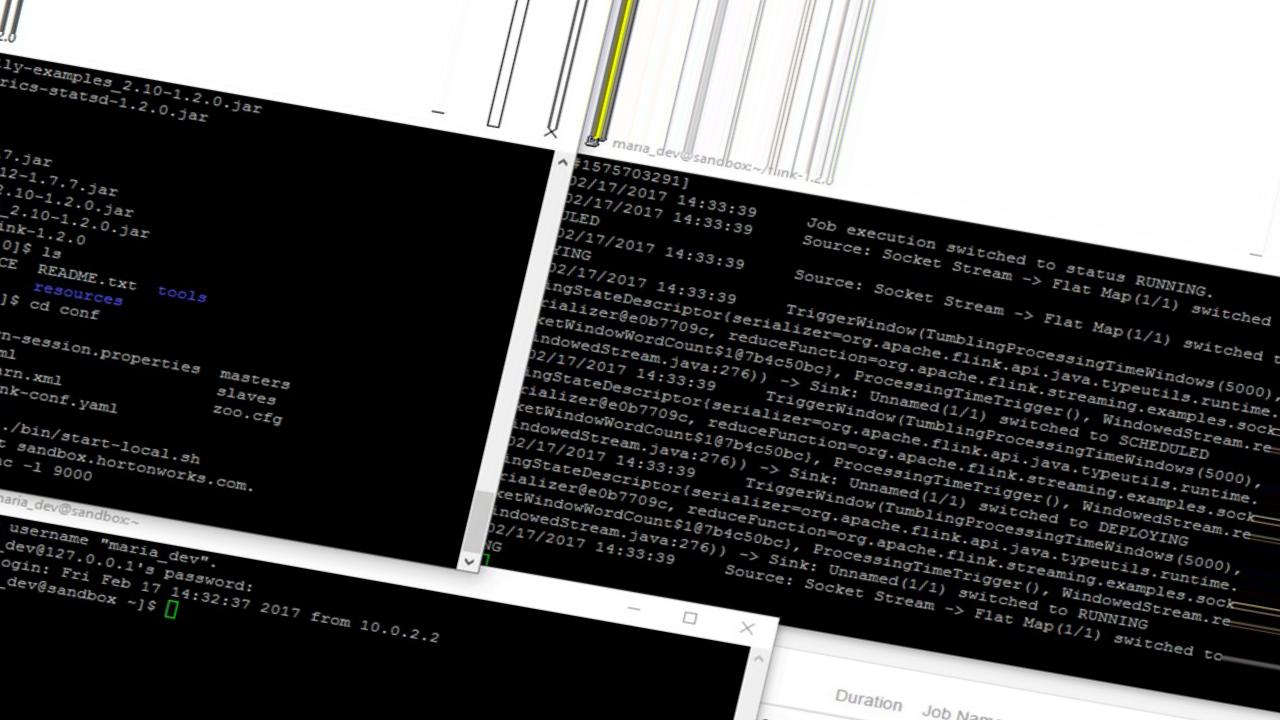 2.0
lly-examples_2.10-1.2.0.jar
rics-statsd-1.2.0.jar
7.jar
12-1.7.7.jar
2.10-1.2.0.jar
_2.10-1.2.0.jar
ink-1.2.0
0]$ ls
CE README.txt
resources tools
]$ cd conf
n-session.properties masters
ml slaves
arn.xml zoo.cfg
nk-conf.yaml
./bin/start-local.sh
t sandbox.hortonworks.com.
nc -l 9000
maria_dev@sandbox:~/flink-1.2.0
#1575703291]
02/17/2017 14:33:39 Job execution switched to status RUNNING.
02/17/2017 14:33:39 Source: Socket Stream -> Flat Map(1/1) switched
ULED
02/17/2017 14:33:39 Source: Socket Stream -> Flat Map(1/1) switched t
YING
02/17/2017 14:33:39 TriggerWindow(TumblingProcessingTimeWindows(5000),
ingStateDescriptor{serializer=org.apache.flink.api.java.typeutils.runtime.
rializer@e0b7709c, reduceFunction=org.apache.flink.streaming.examples.sock
ketWindowWordCount$1@7b4c50bc}, ProcessingTimeTrigger(), WindowedStream.re
indowedStream.java:276)) -> Sink: Unnamed(1/1) switched to SCHEDULED
02/17/2017 14:33:39 TriggerWindow(TumblingProcessingTimeWindows(5000),
ingStateDescriptor{serializer=org.apache.flink.api.java.typeutils.runtime.
rializer@e0b7709c, reduceFunction=org.apache.flink.streaming.examples.sock
ketWindowWordCount$1@7b4c50bc}, ProcessingTimeTrigger(), WindowedStream.re
indowedStream.java:276)) -> Sink: Unnamed(1/1) switched to DEPLOYING
02/17/2017 14:33:39 TriggerWindow(TumblingProcessingTimeWindows(5000),
ingStateDescriptor{serializer=org.apache.flink.api.java.typeutils.runtime.
rializer@e0b7709c, reduceFunction=org.apache.flink.streaming.examples.sock
ketWindowWordCount$1@7b4c50bc}, ProcessingTimeTrigger(), WindowedStream.re
indowedStream.java:276)) -> Sink: Unnamed(1/1) switched to RUNNING
02/17/2017 14:33:39 Source: Socket Stream -> Flat Map(1/1) switched to
NG
maria_dev@sandbox:~
username "maria_dev".
_dev@127.0.0.1's password:
ogin: Fri Feb 17 14:32:37 2017 from 10.0.2.2
_dev@sandbox ~]$
Duration Job Name